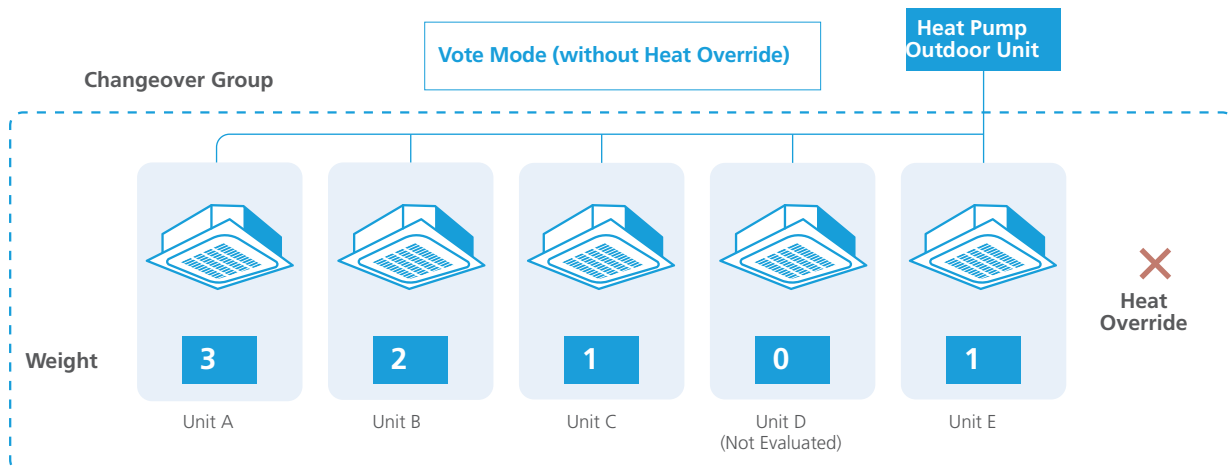 Heat Pump
Outdoor Unit
Vote Mode (without Heat Override)
Changeover Group
Heat
Override
Weight
3
2
1
0
1
Unit A
Unit B
Unit C
Unit D
(Not Evaluated)
Unit E